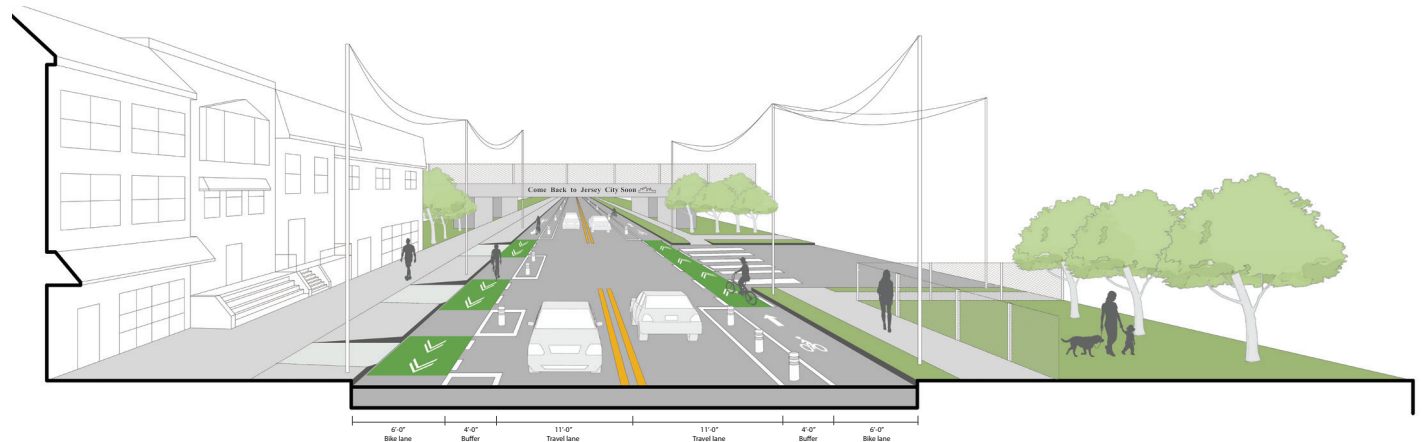 Come Back to Jersey City Soon
6'-0" 4'-0" 11'-0" 11'-0" 4'-0" 6'-0"
Bike lane Buffer Travel lane Travel lane Buffer Bike lane